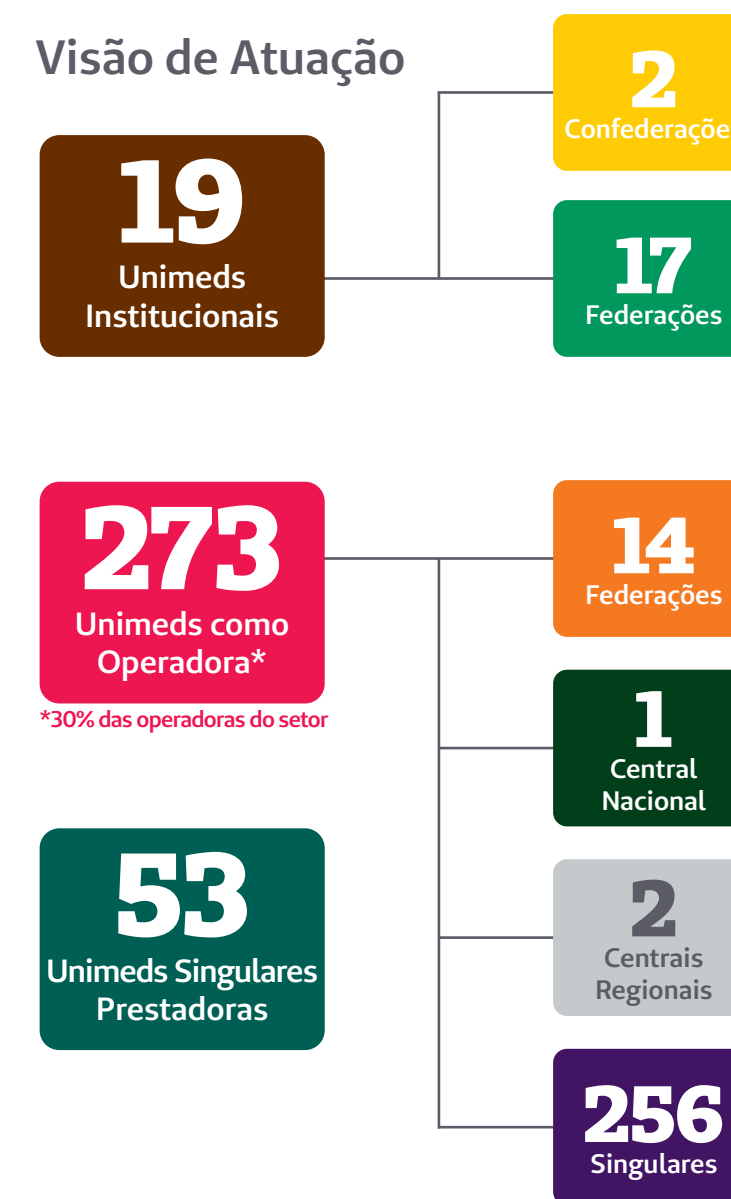 Visão de Atuação
19
Unimeds
Institucionais
2
Confederaçõe
17
Federações
273
Unimeds como
Operadora*
*30% das operadoras do setor
14
Federações
1
Central
Nacional
2
Centrais
Regionais
256
Singulares
53
Unimeds Singulares
Prestadoras